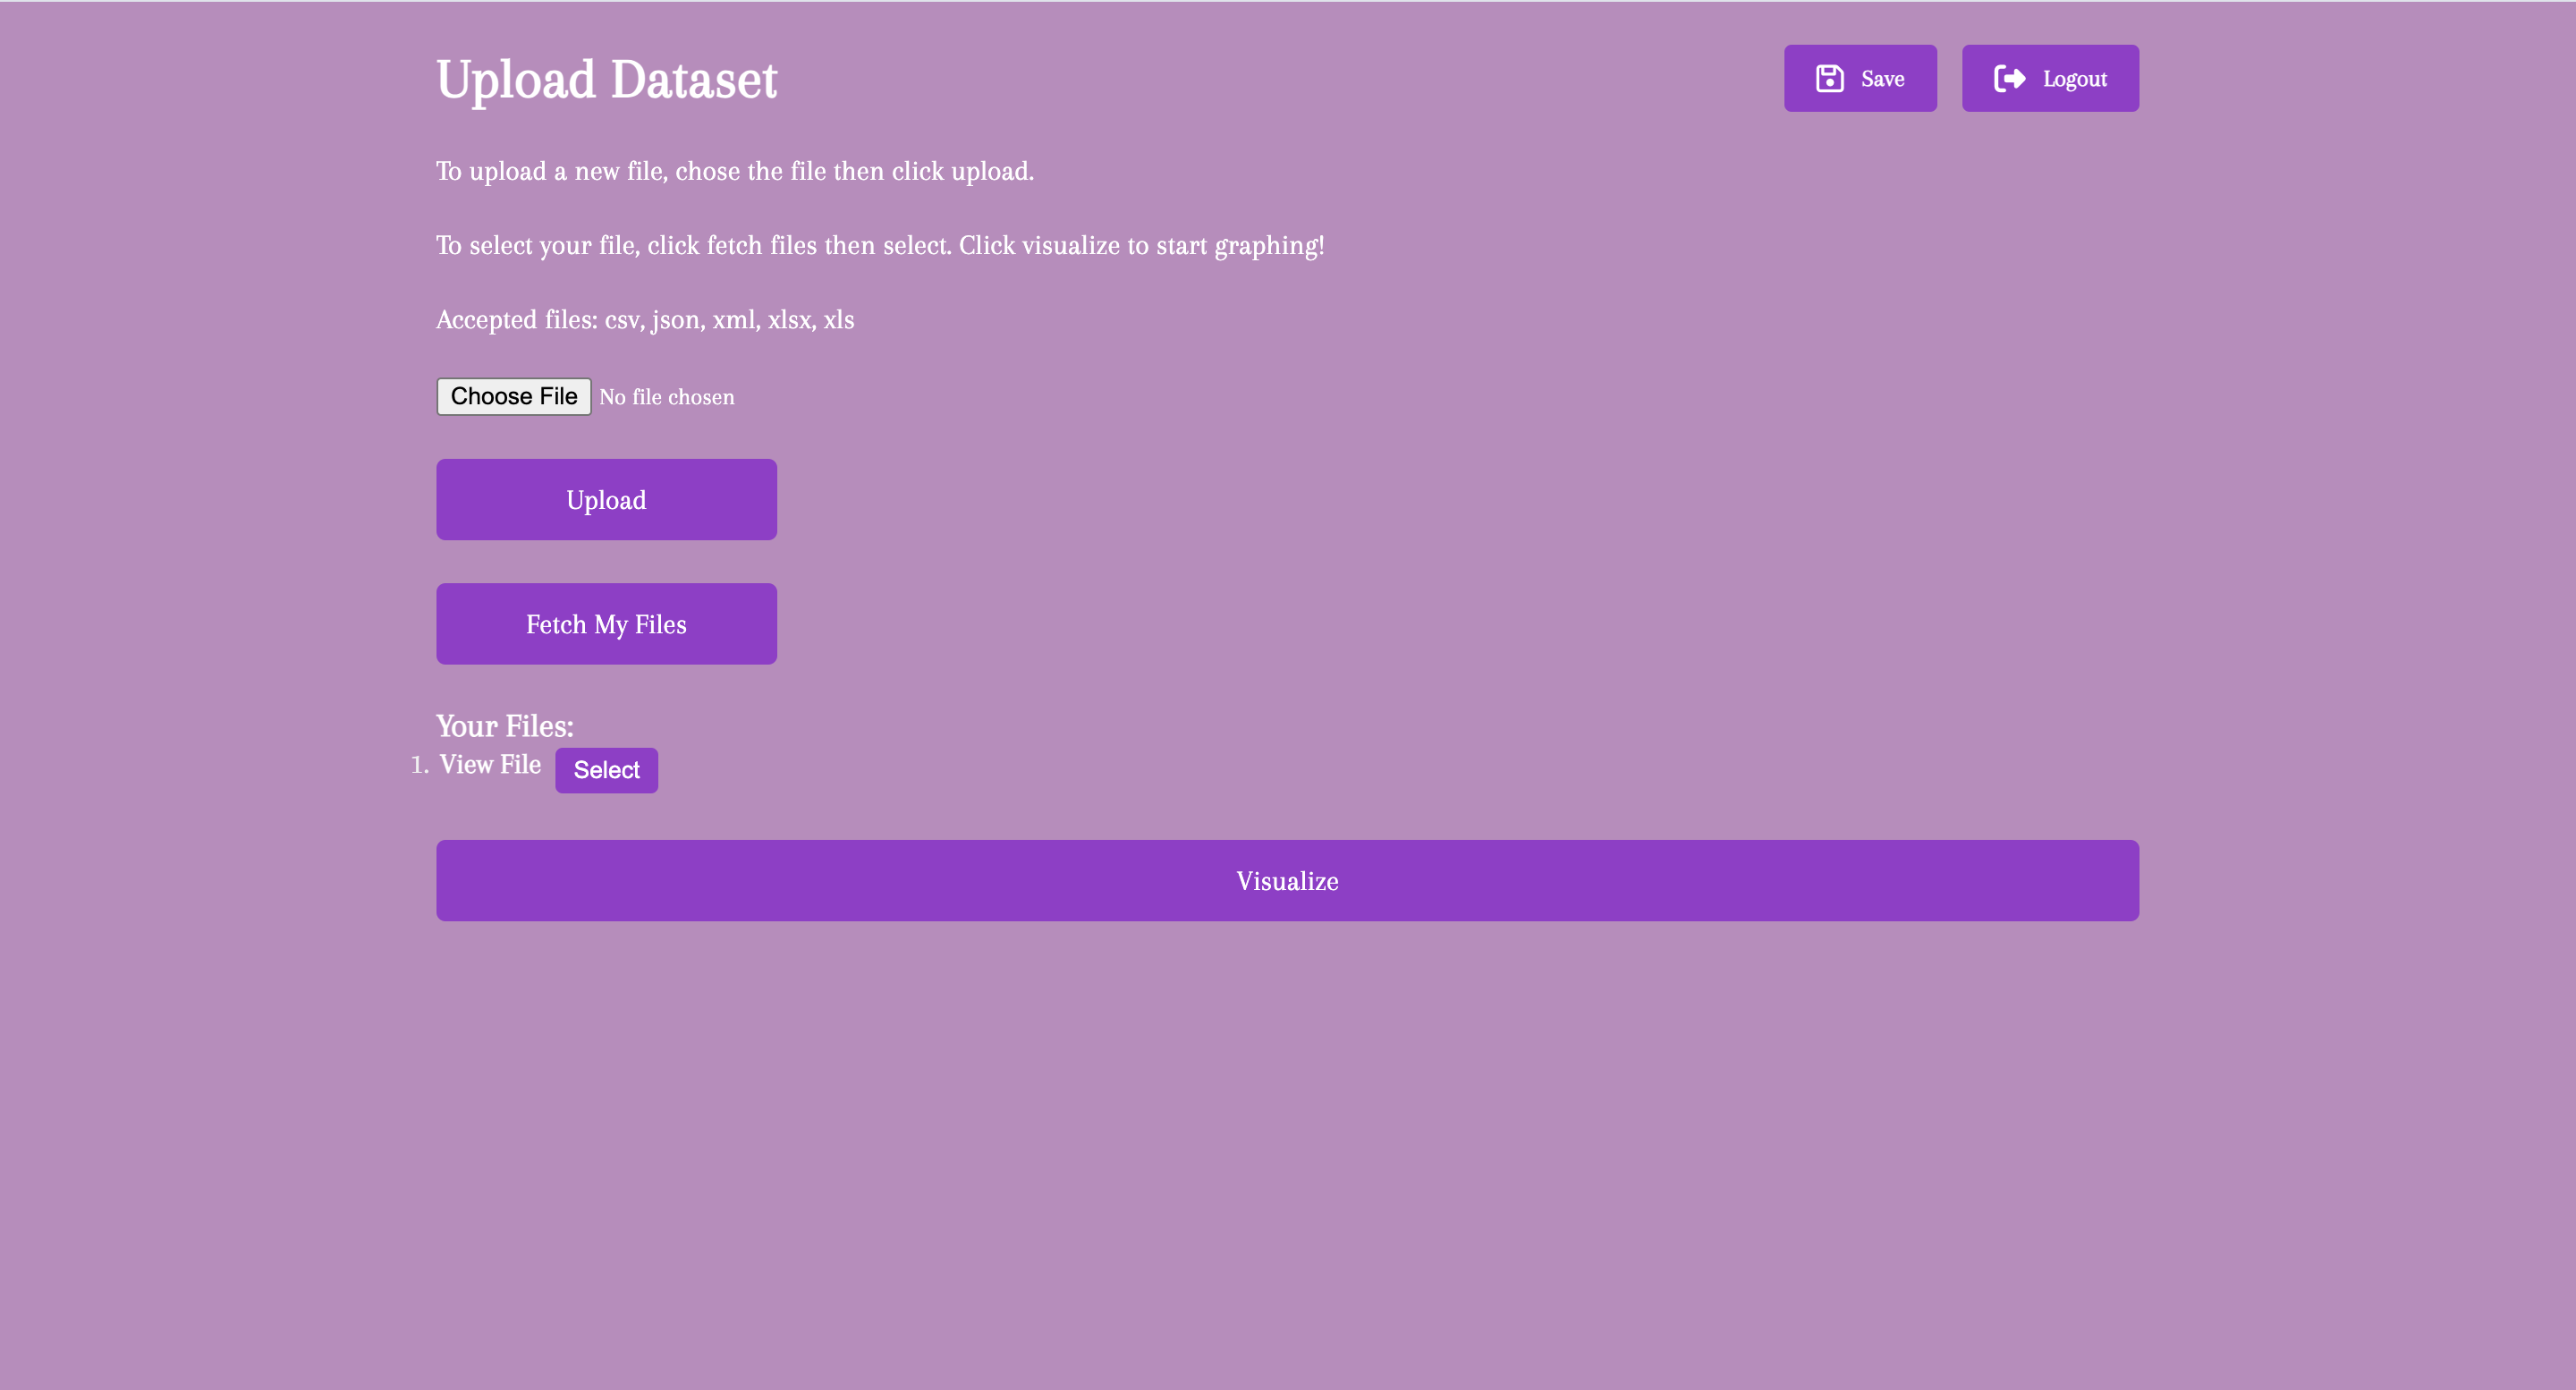 Upload Dataset
Save
Logout
To upload a new file, chose the file then click upload.
To select your file, click fetch files then select. Click visualize to start graphing!
Accepted files: csv, json, xml, xlsx, xls
Choose File No file chosen
Upload
Fetch My Files
Your Files:
1. View File Select
Visualize